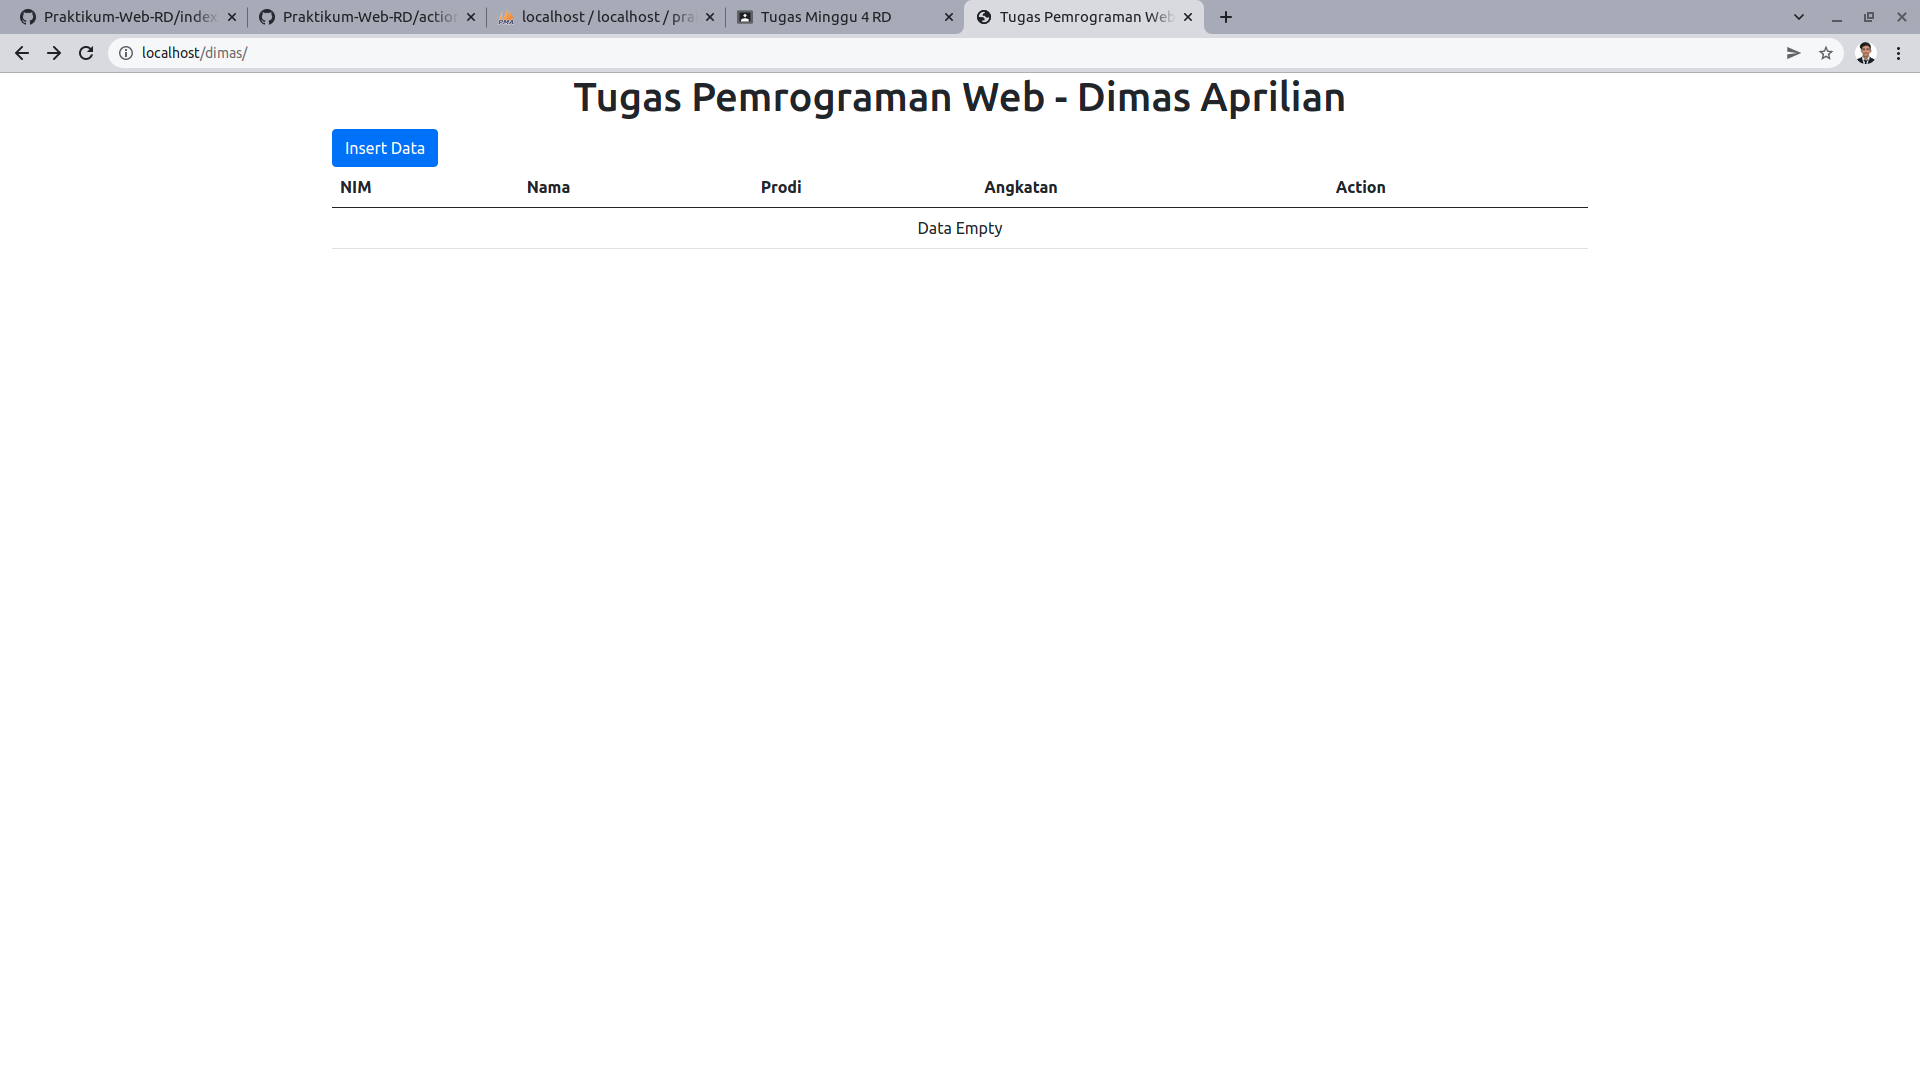 Praktikum-Web-RD/index
Praktikum-Web-RD/action
localhost / localhost / pra
Tugas Minggu 4 RD
Tugas Pemrograman Web
localhost/dimas/
Tugas Pemrograman Web - Dimas Aprilian
Insert Data
NIM Nama Prodi Angkatan Action
Data Empty